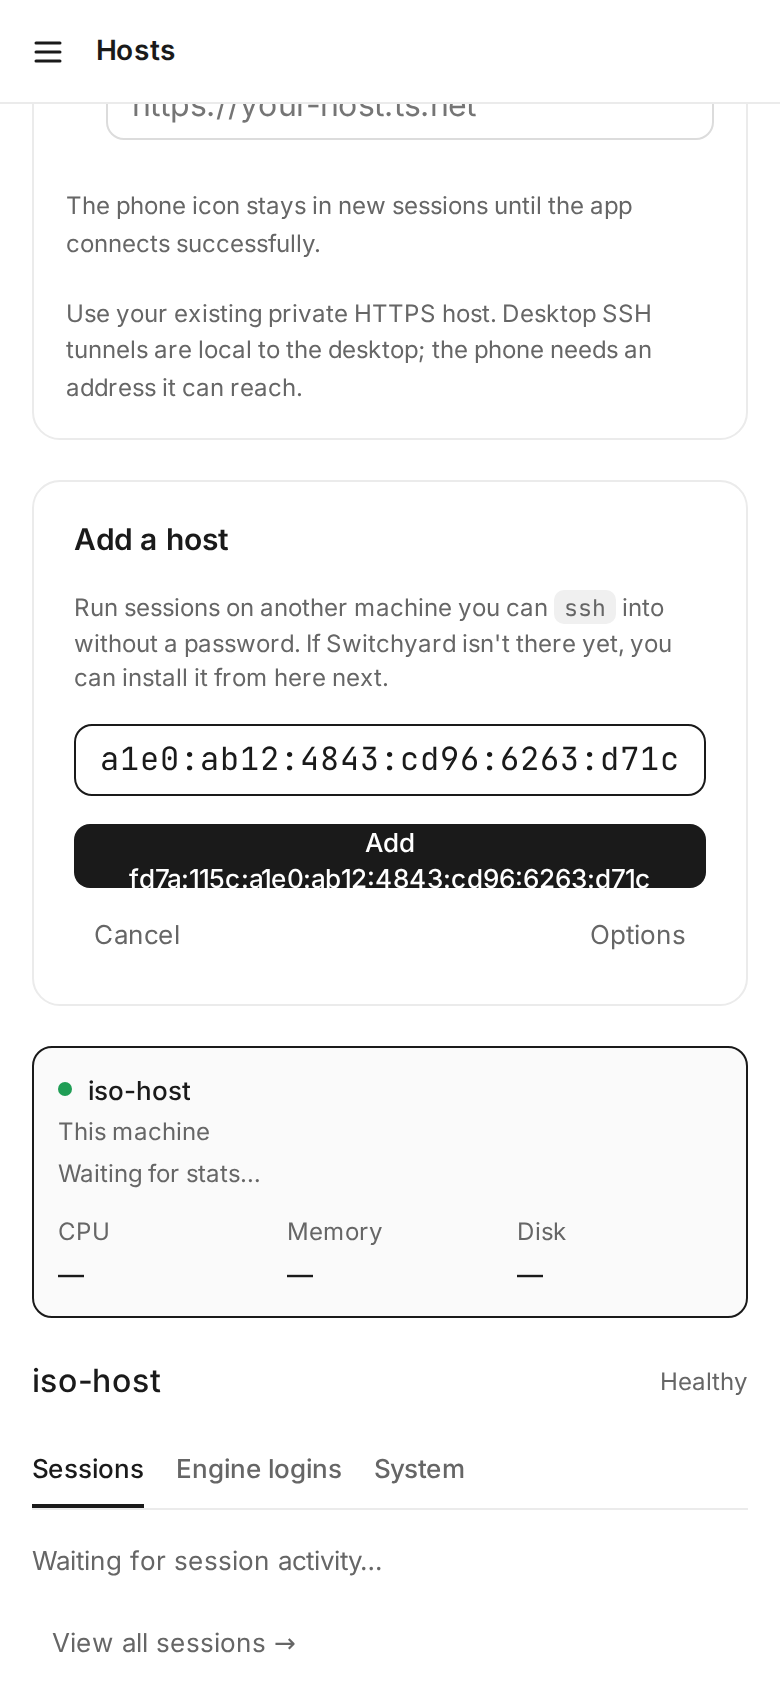 Hosts
https://your-host.ts.net
The phone icon stays in new sessions until the app
connects successfully.
Use your existing private HTTPS host. Desktop SSH
tunnels are local to the desktop; the phone needs an
address it can reach.
Add a host
Run sessions on another machine you can ssh into
without a password. If Switchyard isn't there yet, you
can install it from here next.
a1e0:ab12:4843:cd96:6263:d71c
Add
fd7a:115c:a1e0:ab12:4843:cd96:6263:d71c
Cancel Options
iso-host
This machine
Waiting for stats...
CPU Memory Disk
— — —
iso-host Healthy
Sessions Engine logins System
Waiting for session activity...
View all sessions →